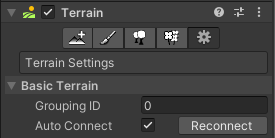 Terrain
Terrain Settings
Basic Terrain
Grouping ID 0
Auto Connect Reconnect